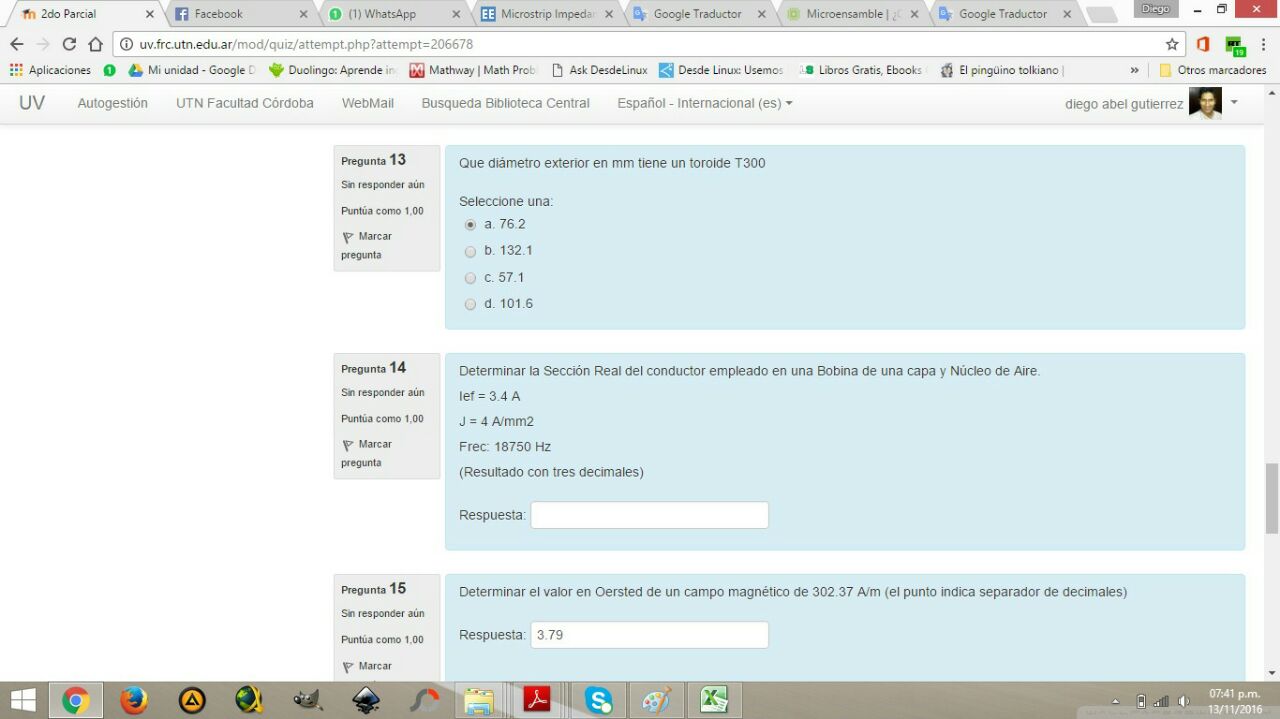 2do Parcial
Facebook
(1) WhatsApp
EE Microstrip Impedan
Google Traductor
Microensamble | ¿C
Google Traductor
Diego
uv.frc.utn.edu.ar/mod/quiz/attempt.php?attempt=206678
19
Aplicaciones
1
Mi unidad - Google D
Duolingo: Aprende in
Mathway | Math Prob
Ask DesdeLinux
Desde Linux: Usemos
LS Libros Gratis, Ebooks
El pingüino tolkiano |
»
Otros marcadores
UV
Autogestión
UTN Facultad Córdoba
WebMail
Busqueda Biblioteca Central
Español - Internacional (es)
diego abel gutierrez
Pregunta 13
Sin responder aún
Puntúa como 1,00
Marcar
pregunta
Que diámetro exterior en mm tiene un toroide T300
Seleccione una:
a. 76.2
b. 132.1
c. 57.1
d. 101.6
Pregunta 14
Sin responder aún
Puntúa como 1,00
Marcar
pregunta
Determinar la Sección Real del conductor empleado en una Bobina de una capa y Núcleo de Aire.
Ief = 3.4 A
J = 4 A/mm2
Frec: 18750 Hz
(Resultado con tres decimales)
Respuesta:
Pregunta 15
Sin responder aún
Puntúa como 1,00
Marcar
Determinar el valor en Oersted de un campo magnético de 302.37 A/m (el punto indica separador de decimales)
Respuesta: 3.79
07:41 p.m.
13/11/2016